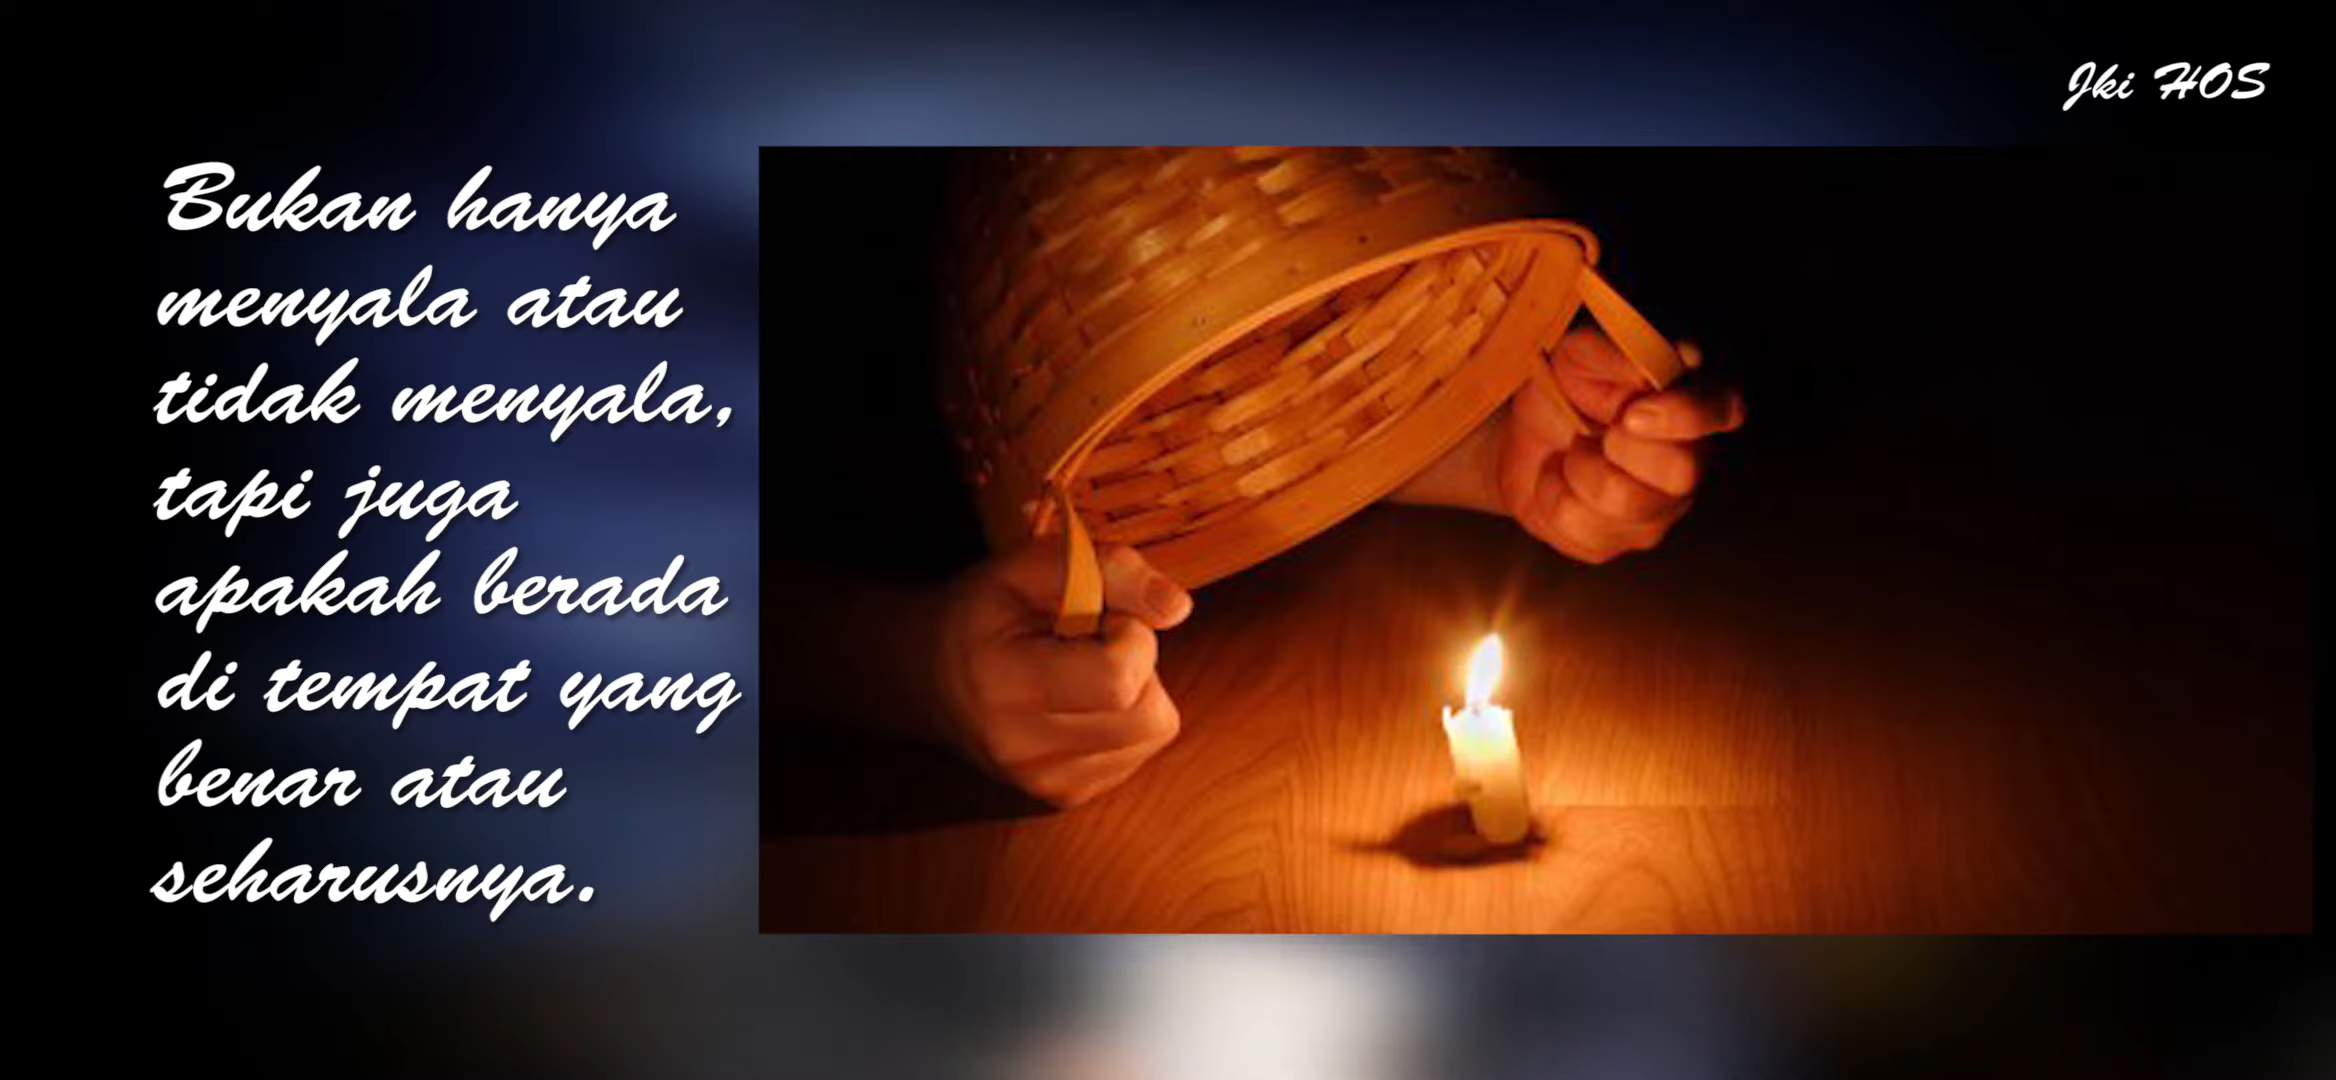 Jki HOS
Bukan hanya
menyala atau
tidak menyala,
tapi juga
apakah berada
di tempat yang
benar atau
seharusnya.